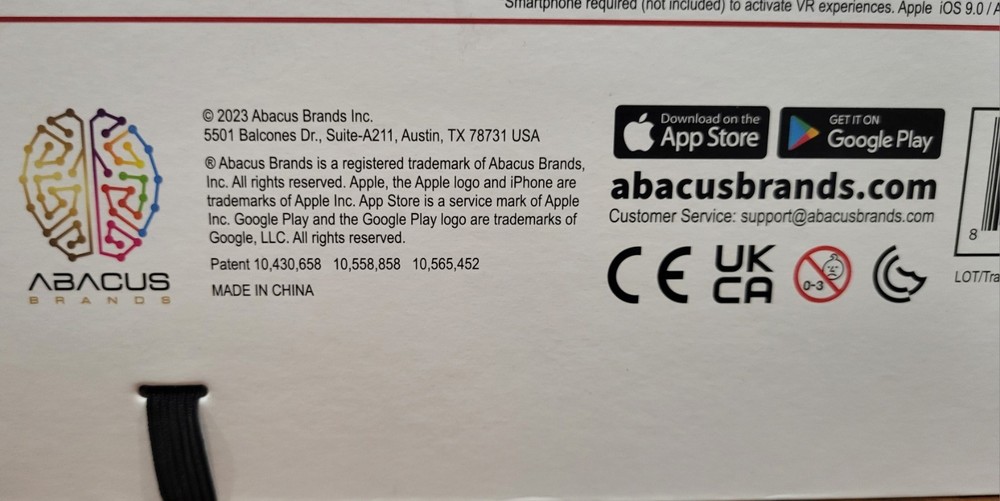 Smartphone required (not included) to activate VR experiences. Apple iOS 9.0 / A
© 2023 Abacus Brands Inc.
5501 Balcones Dr., Suite-A211, Austin, TX 78731 USA
® Abacus Brands is a registered trademark of Abacus Brands,
Inc. All rights reserved. Apple, the Apple logo and iPhone are
trademarks of Apple Inc. App Store is a service mark of Apple
Inc. Google Play and the Google Play logo are trademarks of
Google, LLC. All rights reserved.
Patent 10,430,658 10,558,858 10,565,452
MADE IN CHINA
ABACUS
BRANDS
Download on the
App Store
GET IT ON
Google Play
abacusbrands.com
Customer Service: support@abacusbrands.com
CE
UK
CA
0-3
8
LOT/Tra